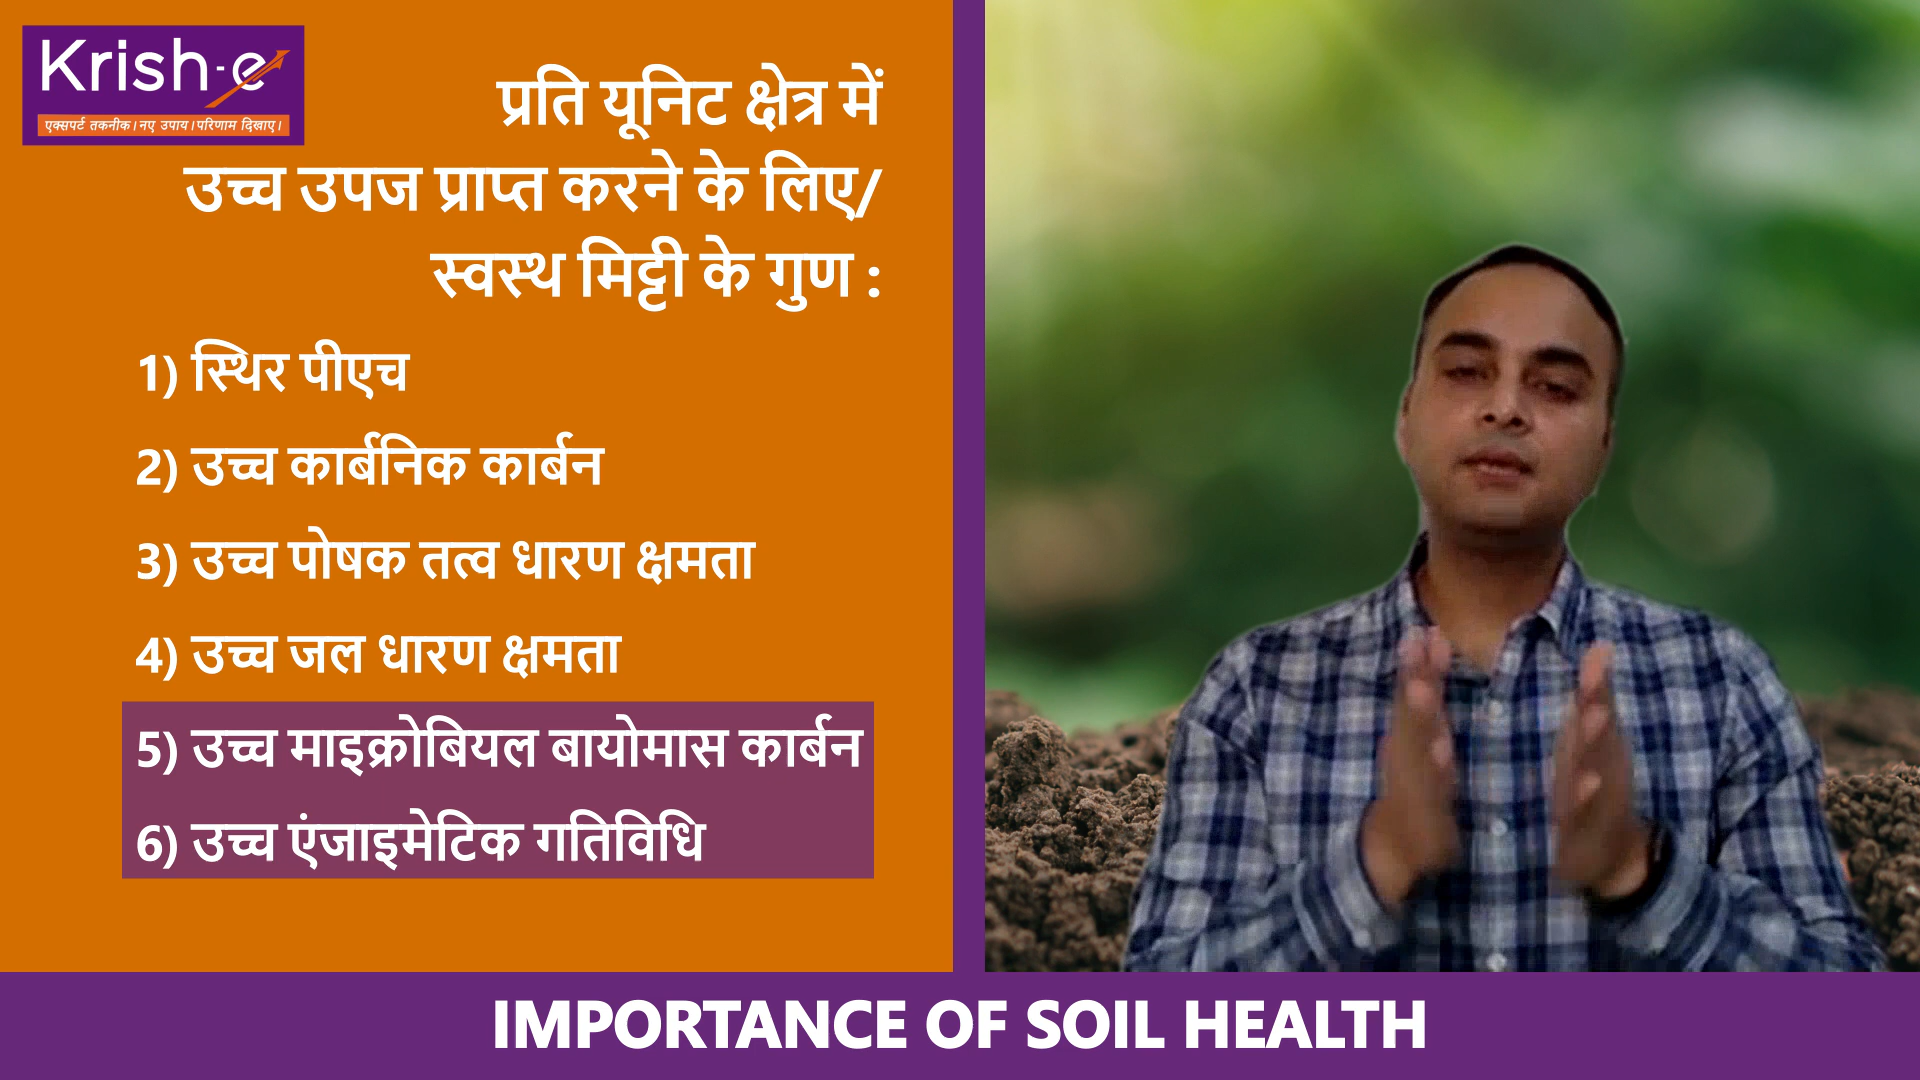 Krish-e
एक्सपर्ट तकनीक। नए उपाय। परिणाम दिखाए।
प्रति यूनिट क्षेत्र में
उच्च उपज प्राप्त करने के लिए/
स्वस्थ मिट्टी के गुण :
1) स्थिर पीएच
2) उच्च कार्बनिक कार्बन
3) उच्च पोषक तत्व धारण क्षमता
4) उच्च जल धारण क्षमता
5) उच्च माइक्रोबियल बायोमास कार्बन
6) उच्च एंजाइमेटिक गतिविधि
IMPORTANCE OF SOIL HEALTH